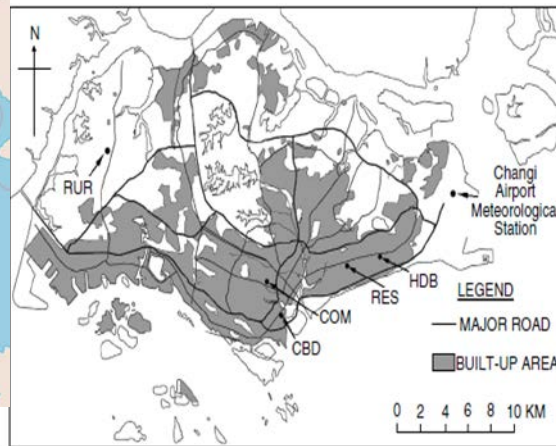 N
RUR
Changi
Airport
Meteorological
Station
HDB
RES
COM
CBD
LEGEND
MAJOR ROAD
BUILT-UP AREA
0 2 4 6 8 10 KM